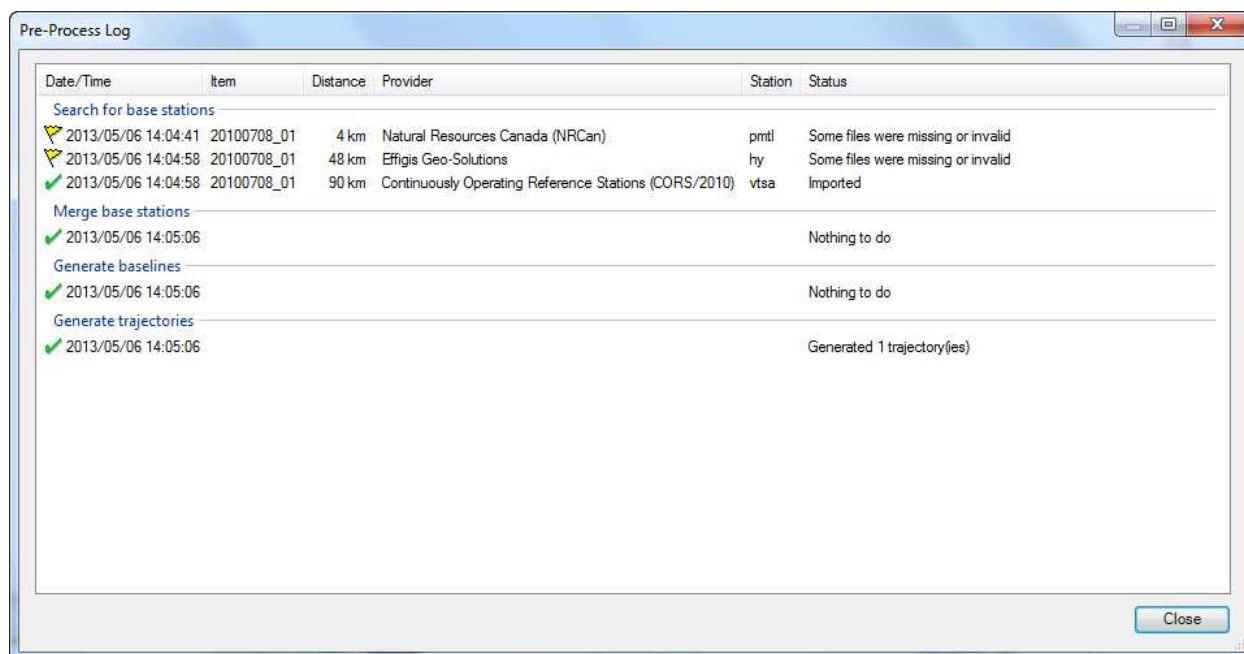 Pre-Process Log
Date/Time Item Distance Provider Station Status
Search for base stations
2013/05/06 14:04:41 20100708_01 4 km Natural Resources Canada (NRCan) pmtl Some files were missing or invalid
2013/05/06 14:04:58 20100708_01 48 km Effigis Geo-Solutions hy Some files were missing or invalid
2013/05/06 14:04:58 20100708_01 90 km Continuously Operating Reference Stations (CORS/2010) vtsa Imported
Merge base stations
2013/05/06 14:05:06 Nothing to do
Generate baselines
2013/05/06 14:05:06 Nothing to do
Generate trajectories
2013/05/06 14:05:06 Generated 1 trajectory(ies)
Close